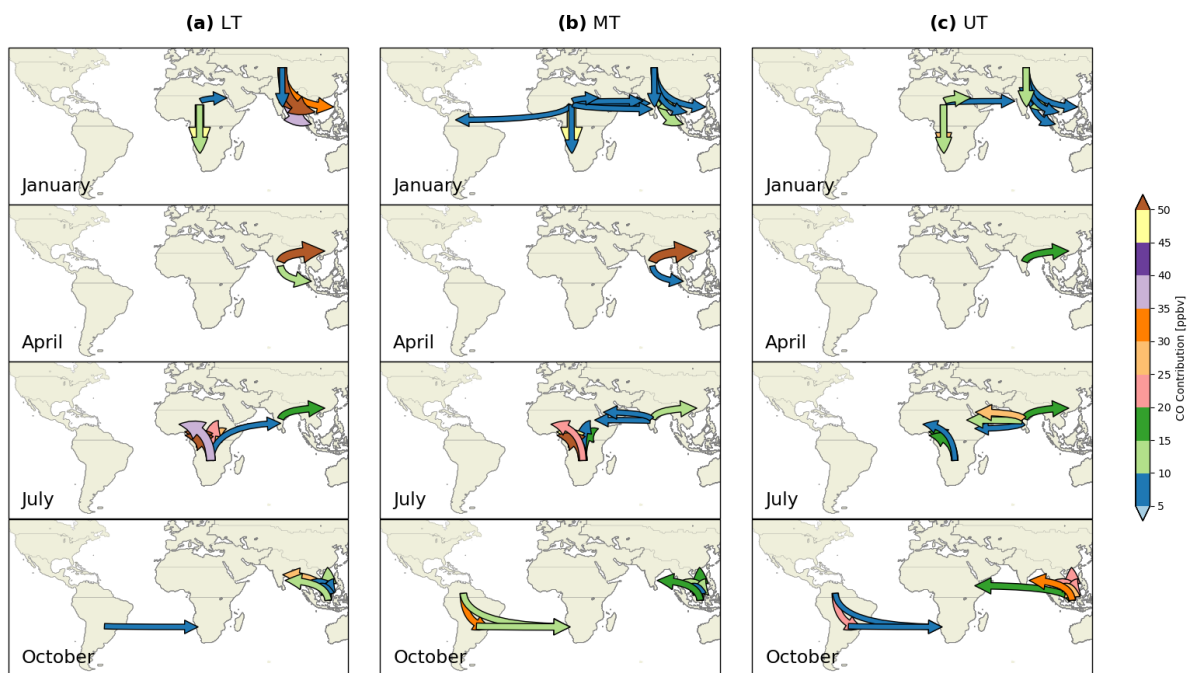 (a) LT
(b) MT
(c) UT
January
January
January
April
April
April
July
July
July
October
October
October
50
45
40
35
30
25
20
15
10
5
CO Contribution [ppbv]